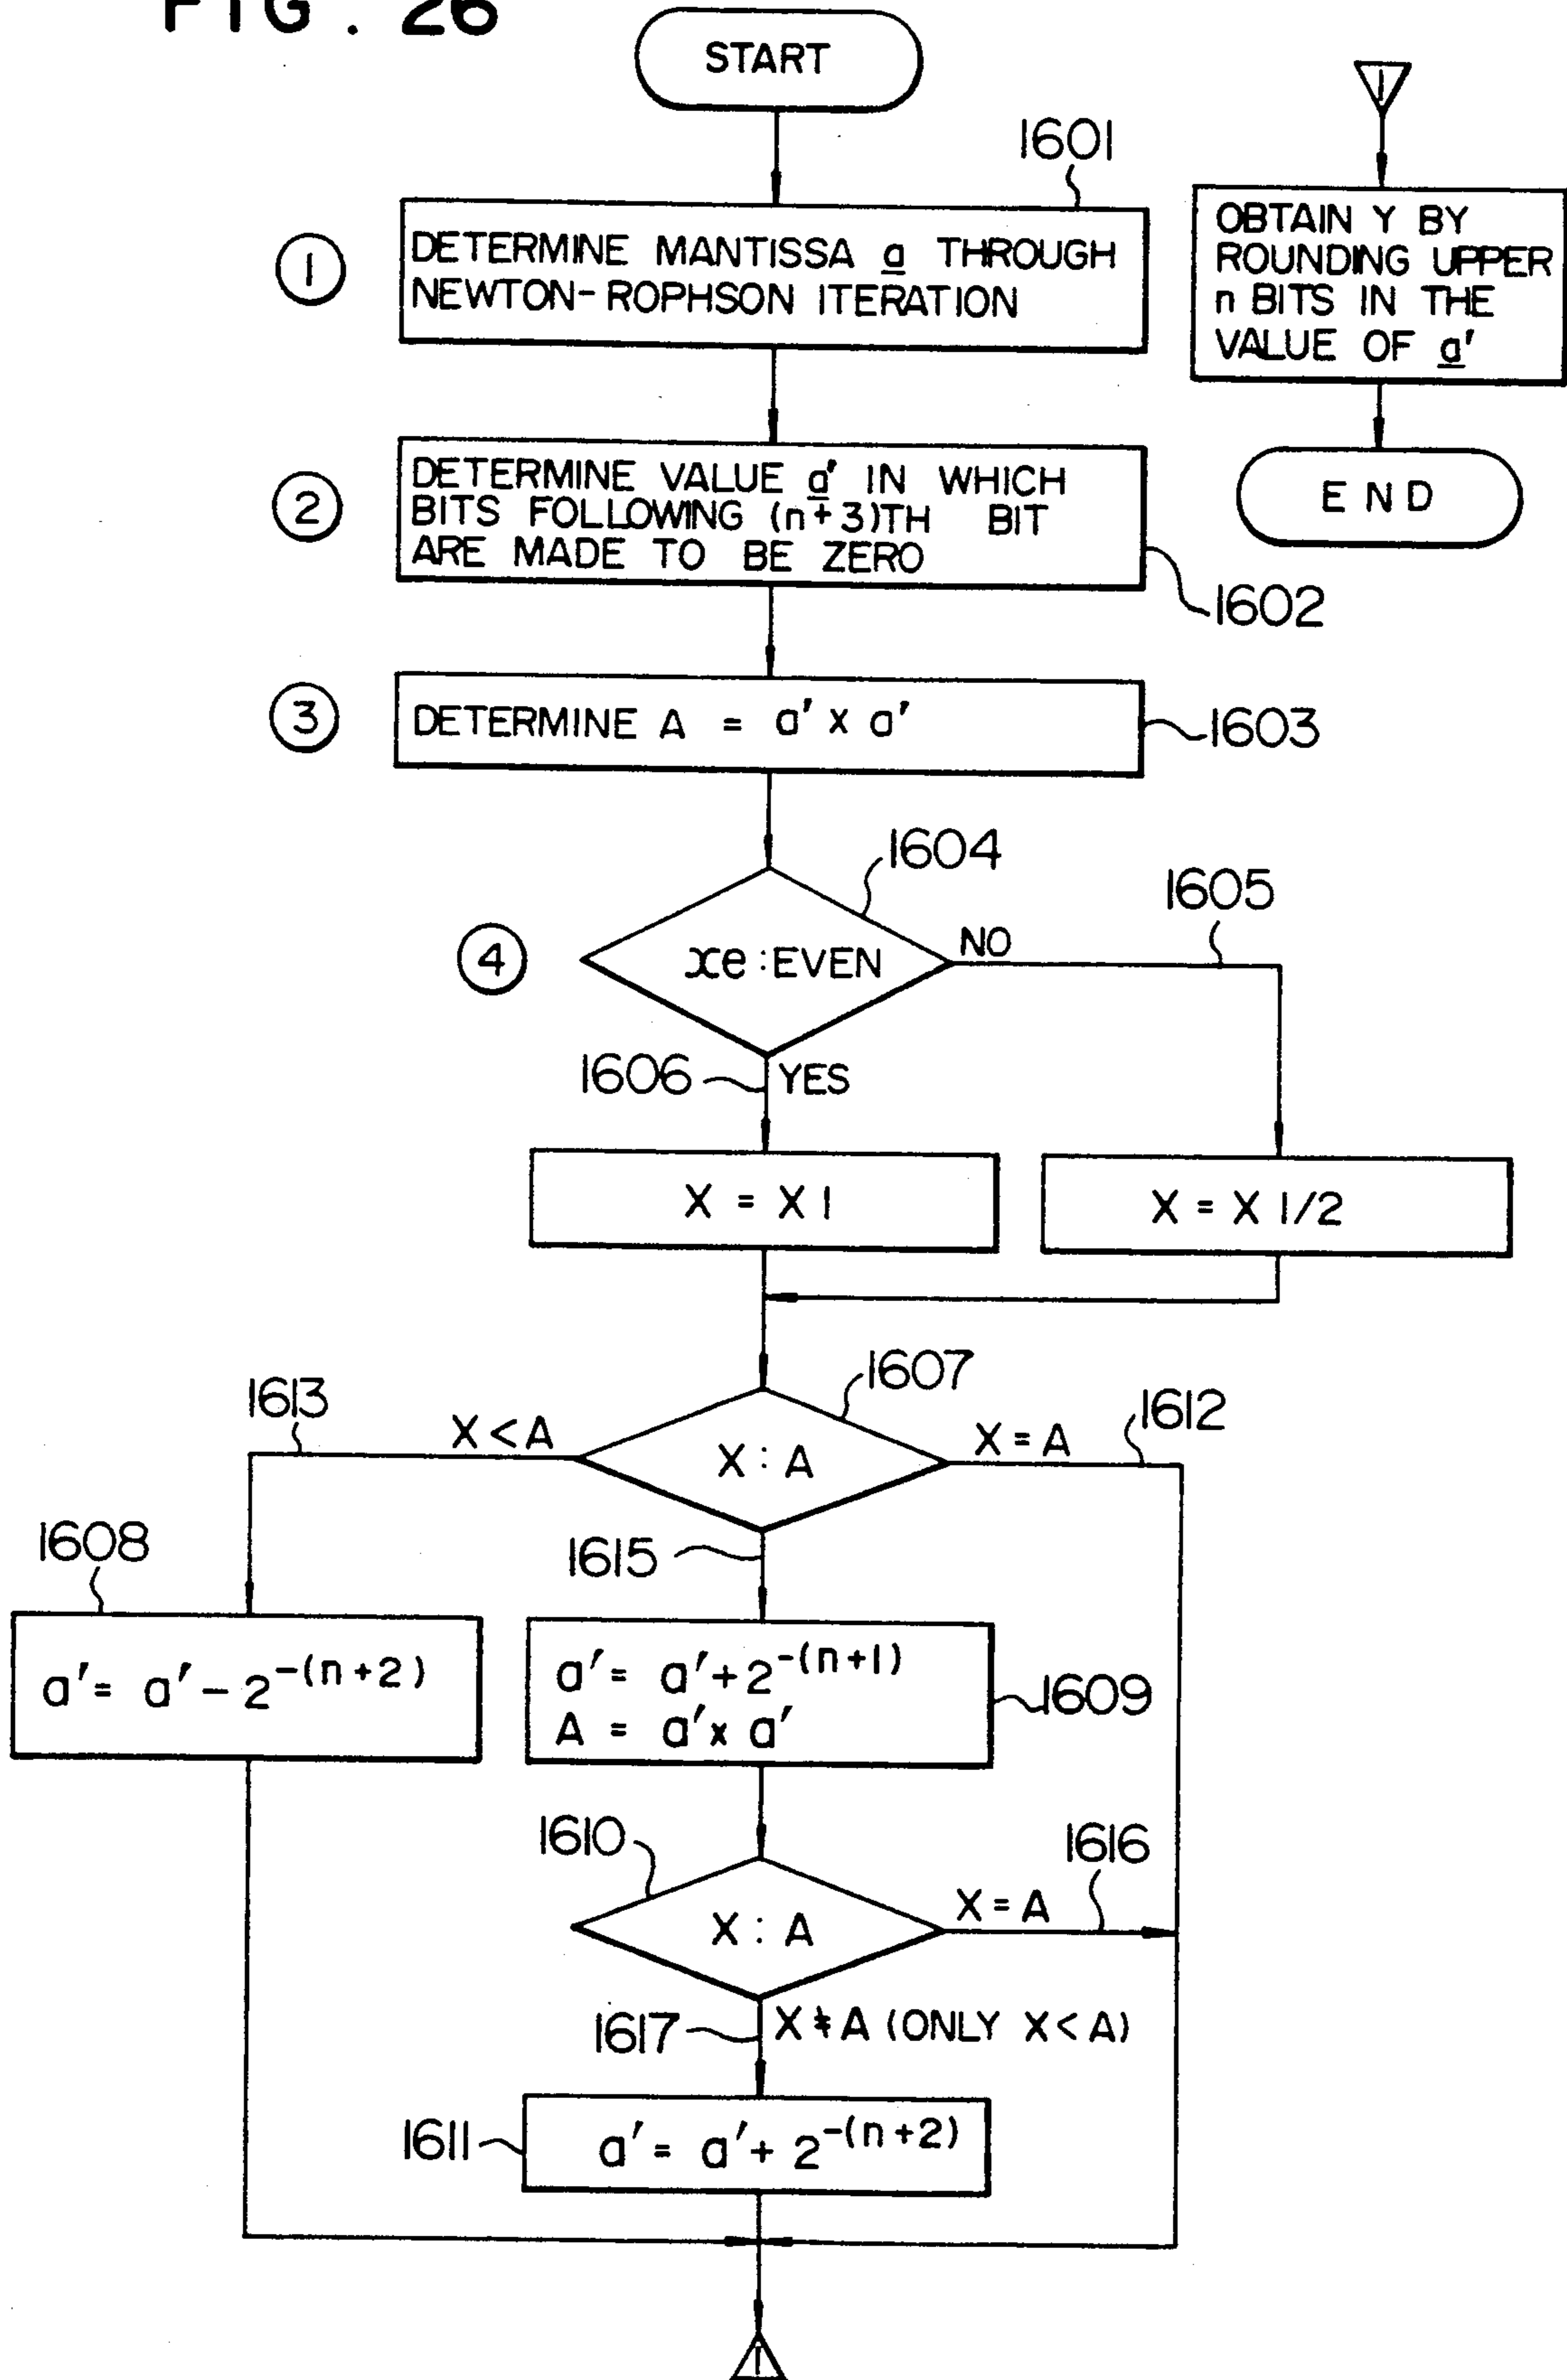 FIG. 26
START
1601
1
DETERMINE MANTISSA a THROUGH
NEWTON-ROPHSON ITERATION
2
DETERMINE VALUE a' IN WHICH
BITS FOLLOWING (n+3)TH BIT
ARE MADE TO BE ZERO
1602
3
DETERMINE A = a' x a'
1603
1604
4
xe : EVEN
NO
1605
1606
YES
X = X 1
X = X 1/2
1607
1613
X < A
X : A
X = A
1612
1608
1615
a' = a' - 2^-(n+2)
a' = a' + 2^-(n+1)
A = a' x a'
1609
1610
1616
X : A
X = A
1617
X ≠ A (ONLY X < A)
1611
a' = a' + 2^-(n+2)
1
1
OBTAIN Y BY
ROUNDING UPPER
n BITS IN THE
VALUE OF a'
END